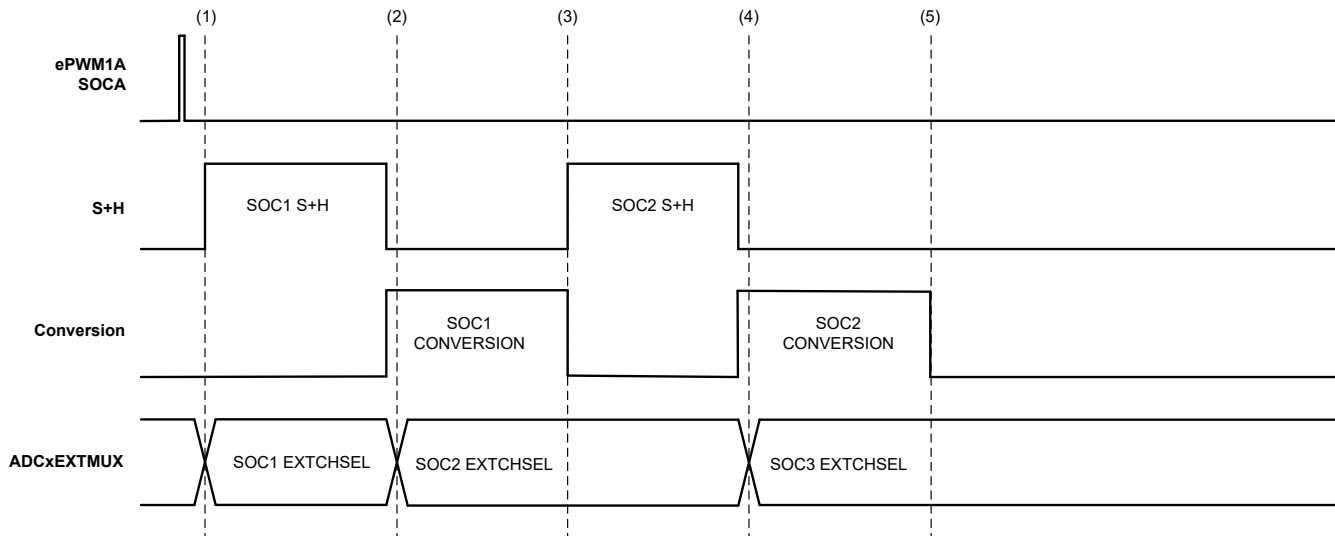 (1) (2) (3) (4) (5)
ePWM1A
SOCA
S+H
SOC1 S+H
SOC2 S+H
Conversion
SOC1
CONVERSION
SOC2
CONVERSION
ADCxEXTMUX
SOC1 EXTCHSEL
SOC2 EXTCHSEL
SOC3 EXTCHSEL